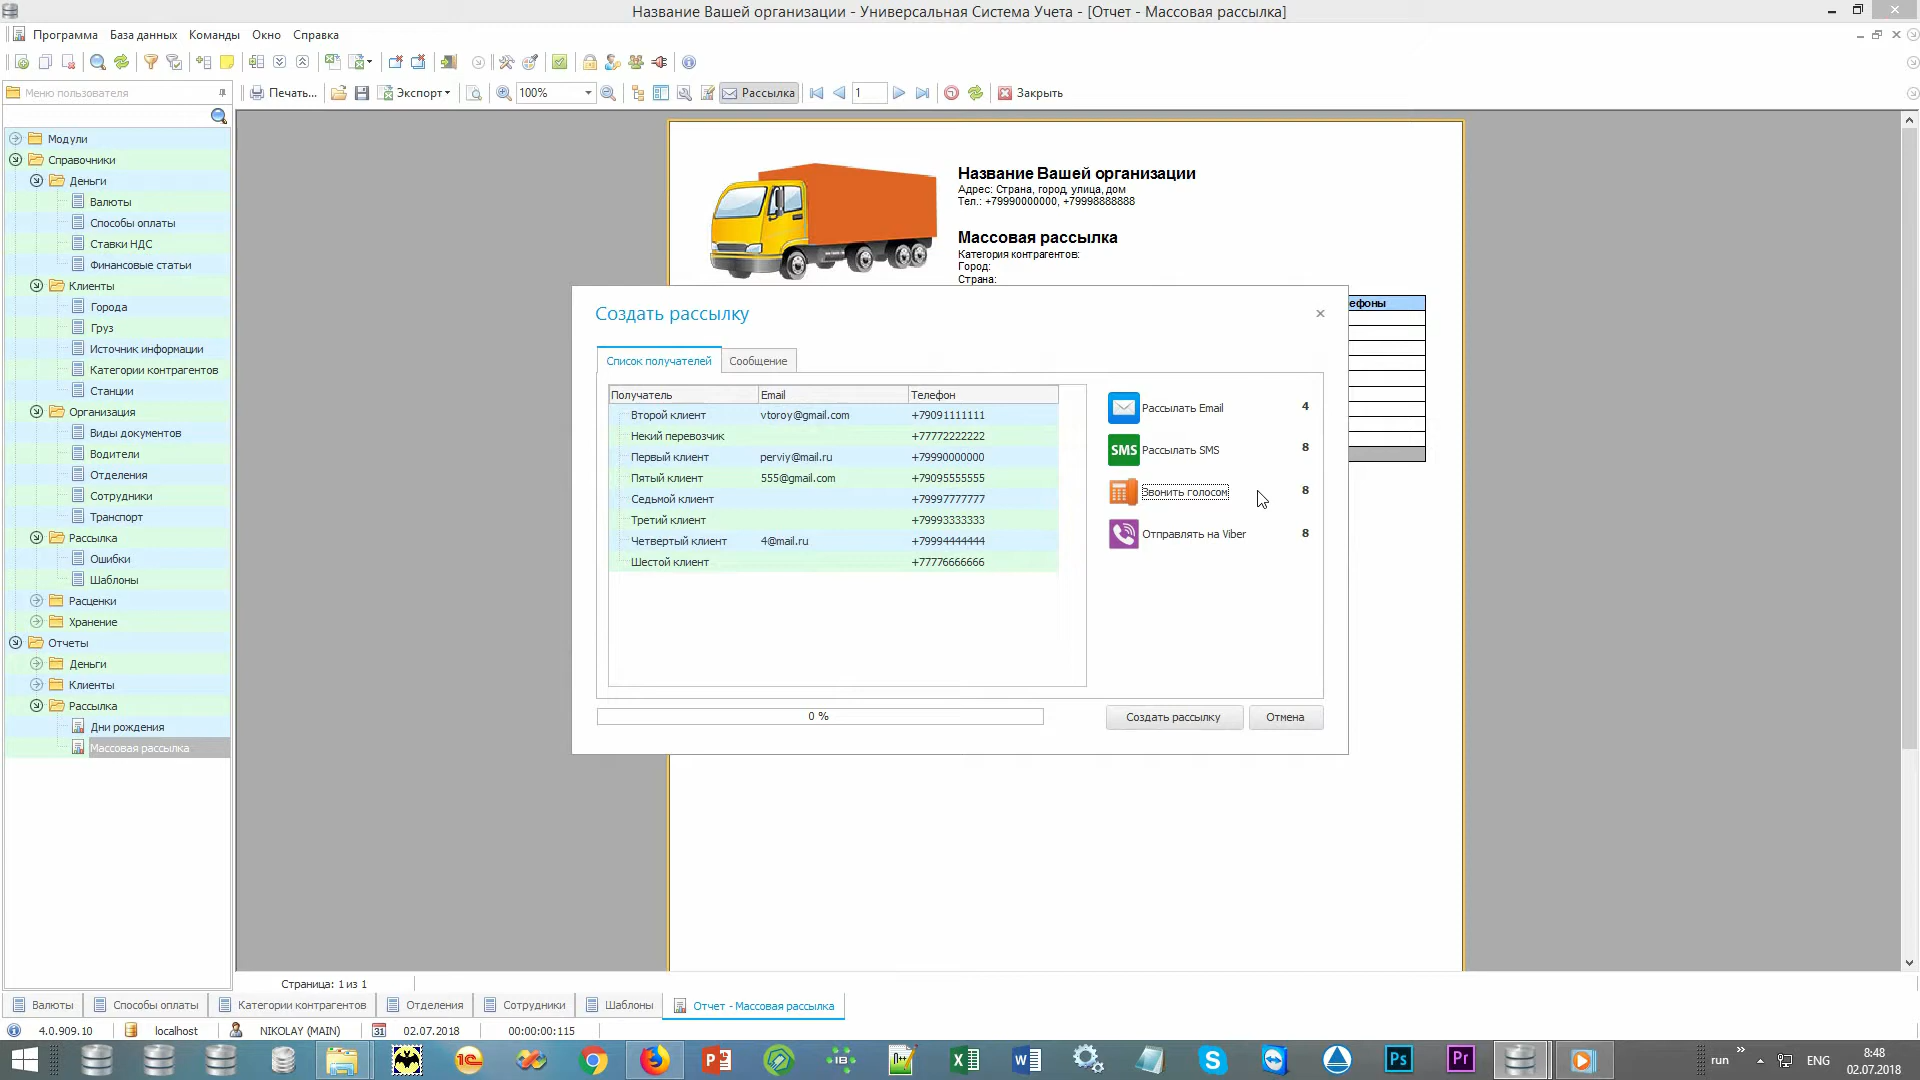 Название Вашей организации - Универсальная Система Учета - [Отчет - Массовая рассылка]
Программа База данных Команды Окно Справка
Меню пользователя
Печать... Экспорт 100% Рассылка 1 Закрыть
Модули
Справочники
Деньги
Валюты
Способы оплаты
Ставки НДС
Финансовые статьи
Клиенты
Города
Груз
Источник информации
Категории контрагентов
Станции
Организация
Виды документов
Водители
Отделения
Сотрудники
Транспорт
Рассылка
Ошибки
Шаблоны
Расценки
Хранение
Отчеты
Деньги
Клиенты
Рассылка
Дни рождения
Массовая рассылка
Название Вашей организации
Адрес: Страна, город, улица, дом
Тел.: +79990000000, +79998888888
Массовая рассылка
Категория контрагентов:
Город:
Страна:
ефоны
Создать рассылку
Список получателей Сообщение
Получатель Email Телефон
Второй клиент vtoroy@gmail.com +79091111111
Некий перевозчик +77772222222
Первый клиент perviy@mail.ru +79990000000
Пятый клиент 555@gmail.com +79095555555
Седьмой клиент +79997777777
Третий клиент +79993333333
Четвертый клиент 4@mail.ru +79994444444
Шестой клиент +77776666666
Рассылать Email 4
SMS Рассылать SMS 8
Звонить голосом 8
Отправлять на Viber 8
0 %
Создать рассылку Отмена
Страница: 1 из 1
Валюты Способы оплаты Категории контрагентов Отделения Сотрудники Шаблоны Отчет - Массовая рассылка
4.0.909.10 localhost NIKOLAY (MAIN) 31 02.07.2018 00:00:00:115
1С IB Ps Pr run ENG 8:48
02.07.2018